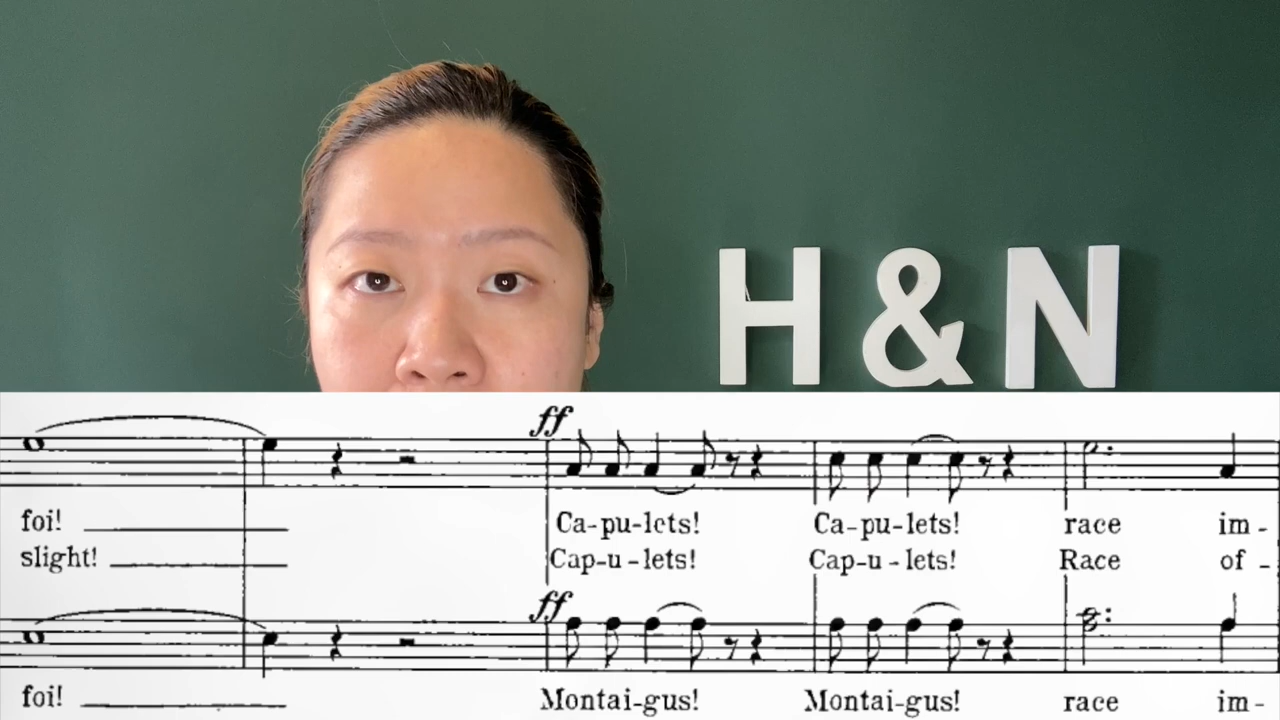 H&N
ff
foi! Ca-pu-lets! Ca-pu-lets! race im-
slight! Cap-u-lets! Cap-u-lets! Race of-
ff
foi! Montai-gus! Montai-gus! race im-